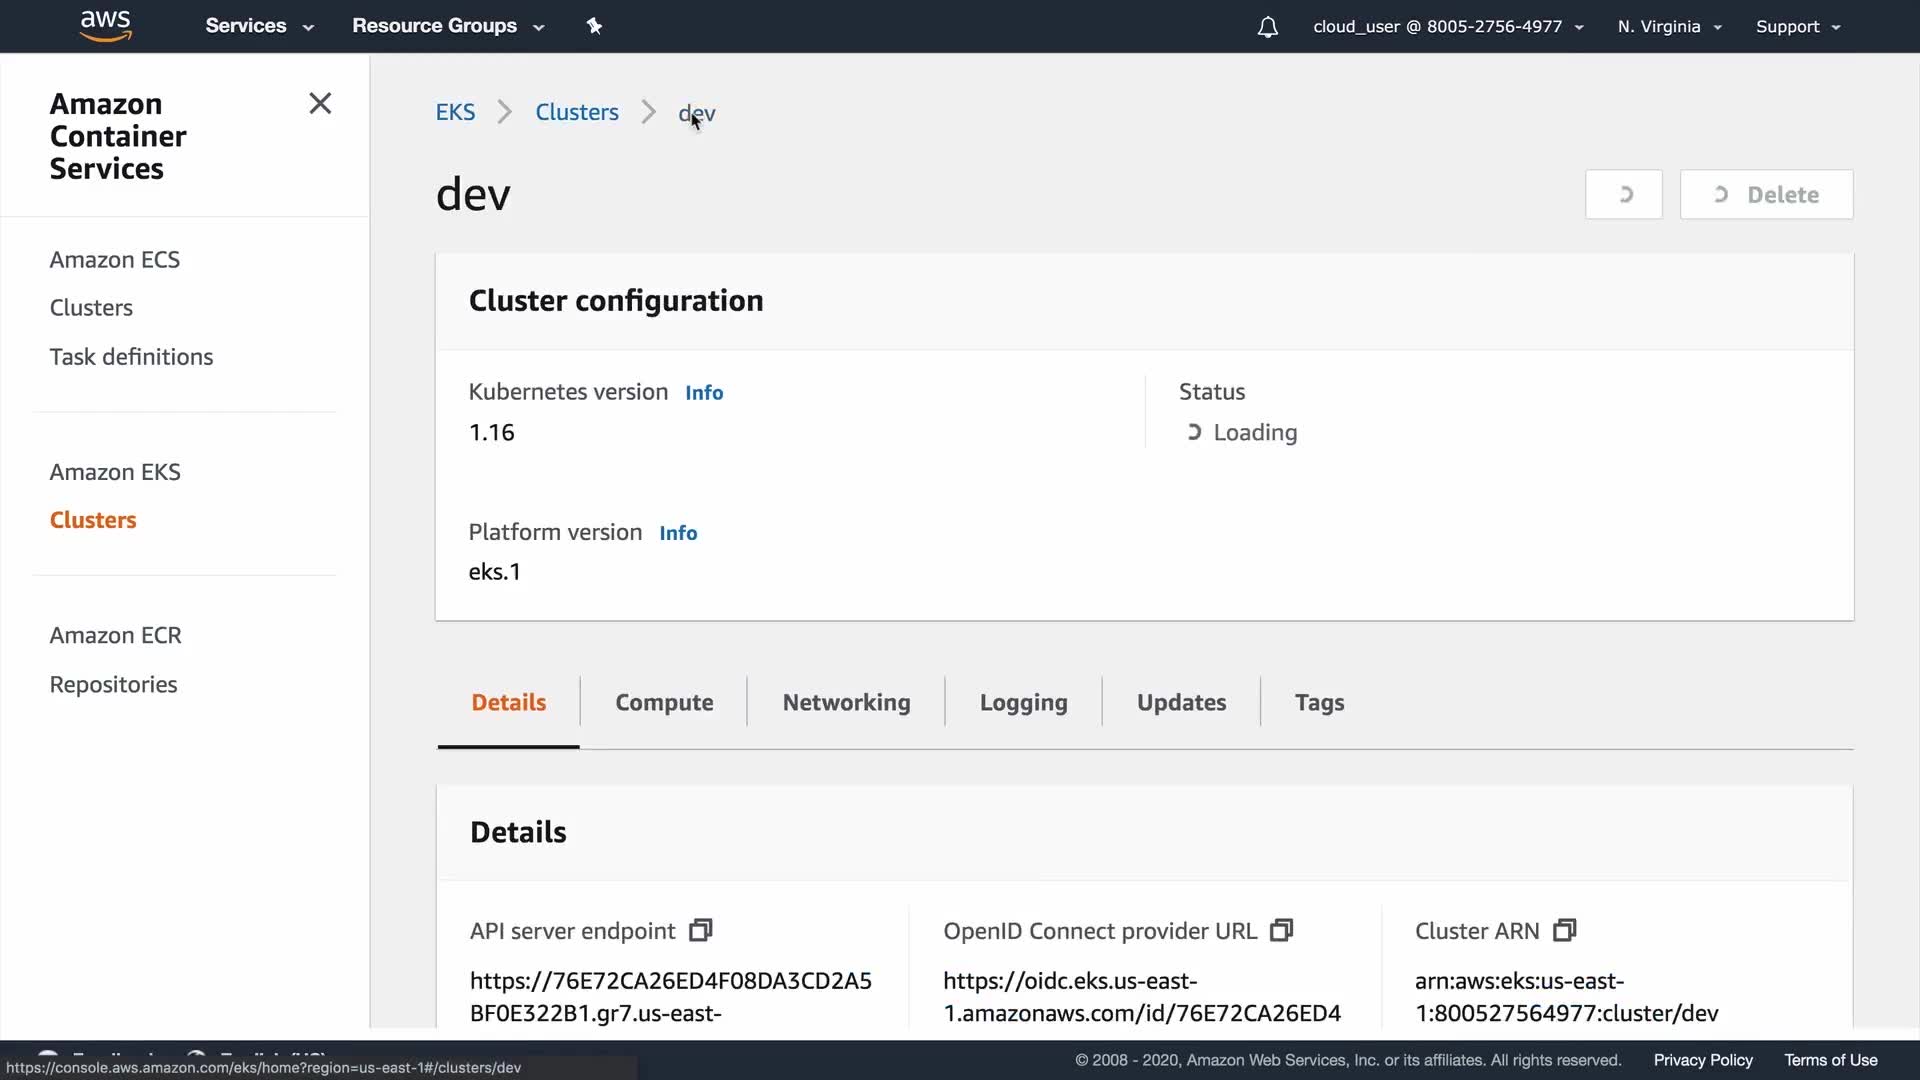 aws
Services
Resource Groups
cloud_user @ 8005-2756-4977
N. Virginia
Support
Amazon
Container
Services
Amazon ECS
Clusters
Task definitions
Amazon EKS
Clusters
Amazon ECR
Repositories
EKS
Clusters
dev
dev
Delete
Cluster configuration
Kubernetes version Info
1.16
Status
Loading
Platform version Info
eks.1
Details
Compute
Networking
Logging
Updates
Tags
Details
API server endpoint
https://76E72CA26ED4F08DA3CD2A5
BF0E322B1.gr7.us-east-
OpenID Connect provider URL
https://oidc.eks.us-east-
1.amazonaws.com/id/76E72CA26ED4
Cluster ARN
arn:aws:eks:us-east-
1:800527564977:cluster/dev
https://console.aws.amazon.com/eks/home?region=us-east-1#/clusters/dev
© 2008 - 2020, Amazon Web Services, Inc. or its affiliates. All rights reserved.
Privacy Policy
Terms of Use